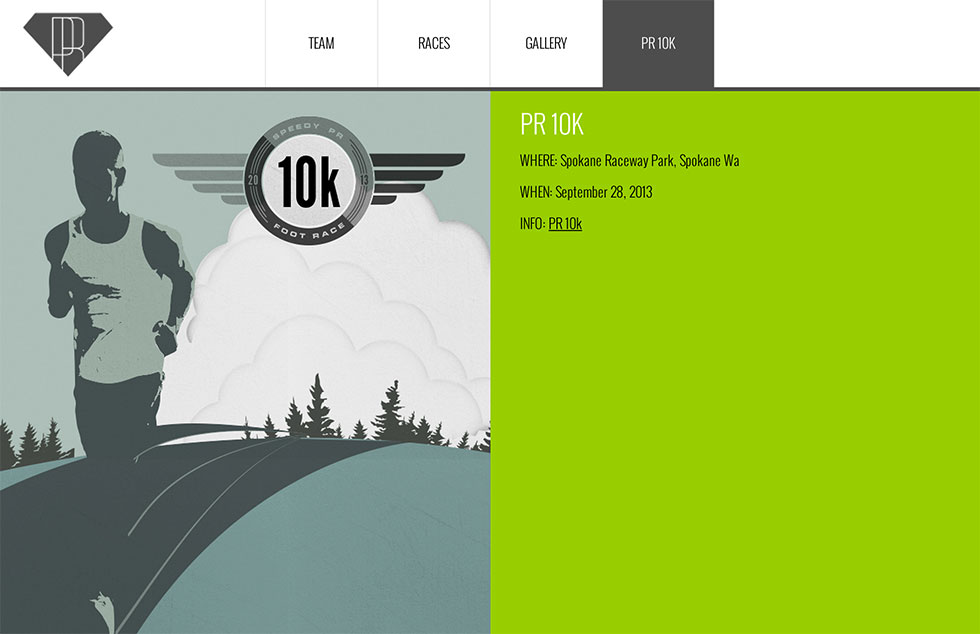 PR
TEAM
RACES
GALLERY
PR 10K
SPEEDY PR
20
10k
13
FOOT RACE
PR 10K
WHERE: Spokane Raceway Park, Spokane Wa
WHEN: September 28, 2013
INFO: PR 10k